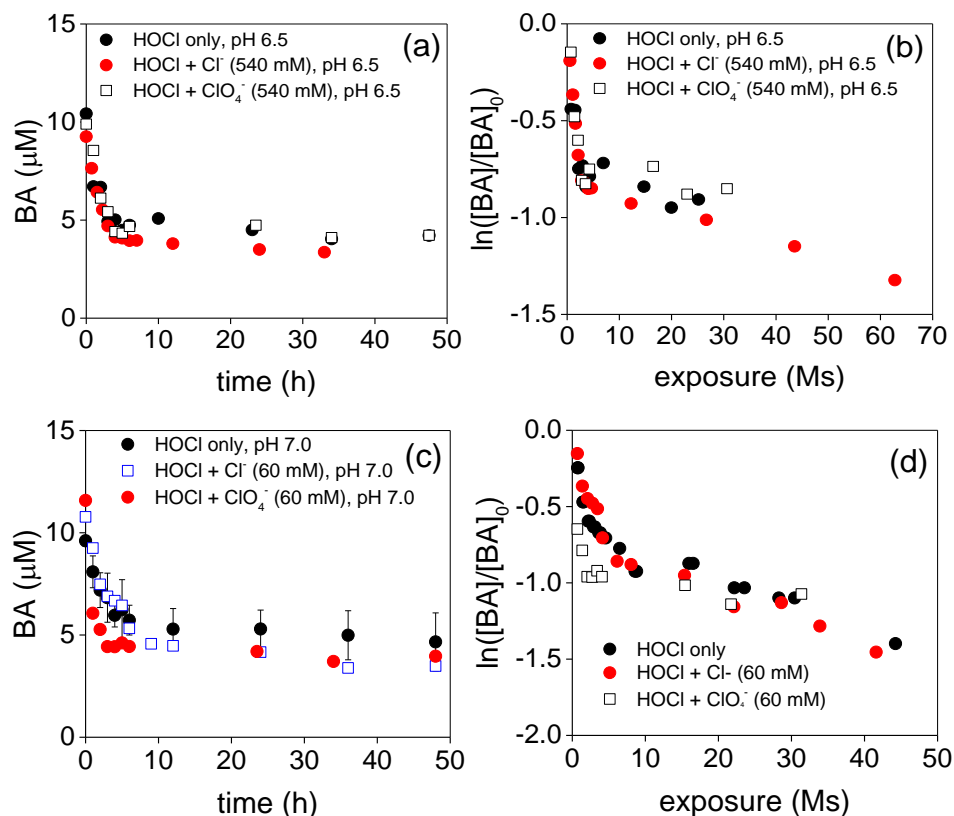 (a)
HOCl only, pH 6.5
HOCl + Cl⁻ (540 mM), pH 6.5
HOCl + ClO₄⁻ (540 mM), pH 6.5
BA (μM)
15
10
5
0
0 10 20 30 40 50
time (h)
(b)
HOCl only, pH 6.5
HOCl + Cl⁻ (540 mM), pH 6.5
HOCl + ClO₄⁻ (540 mM), pH 6.5
ln([BA]/[BA]₀)
-0.0
-0.5
-1.0
-1.5
0 10 20 30 40 50 60 70
exposure (Ms)
(c)
HOCl only, pH 7.0
HOCl + Cl⁻ (60 mM), pH 7.0
HOCl + ClO₄⁻ (60 mM), pH 7.0
BA (μM)
15
10
5
0
0 10 20 30 40 50
time (h)
(d)
ln([BA]/[BA]₀)
0.0
-0.5
-1.0
-1.5
-2.0
HOCl only
HOCl + Cl- (60 mM)
HOCl + ClO₄⁻ (60 mM)
0 10 20 30 40 50
exposure (Ms)